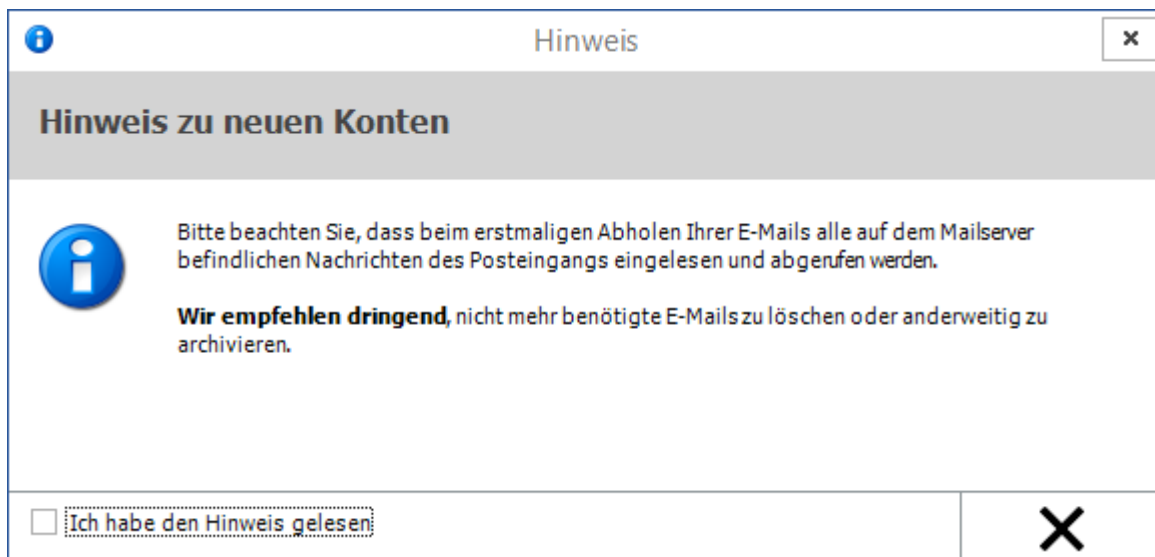 Hinweis
Hinweis zu neuen Konten
Bitte beachten Sie, dass beim erstmaligen Abholen Ihrer E-Mails alle auf dem Mailserver
befindlichen Nachrichten des Posteingangs eingelesen und abgerufen werden.
Wir empfehlen dringend, nicht mehr benötigte E-Mails zu löschen oder anderweitig zu
archivieren.
Ich habe den Hinweis gelesen